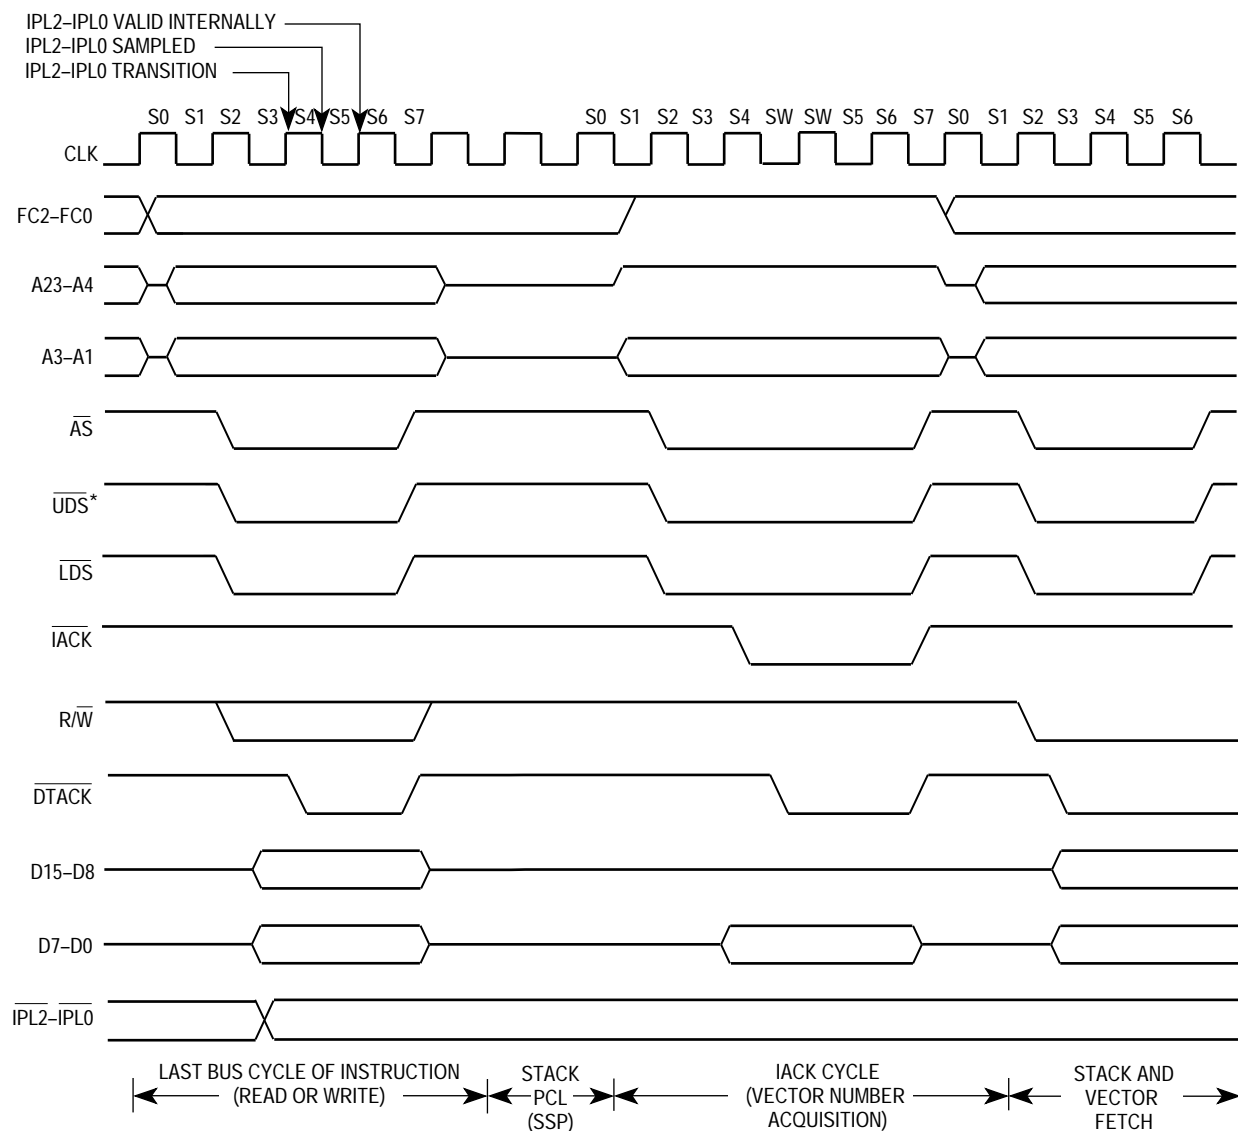 IPL2–IPL0 VALID INTERNALLY
IPL2–IPL0 SAMPLED
IPL2–IPL0 TRANSITION
S0 S1 S2 S3 S4 S5 S6 S7 S0 S1 S2 S3 S4 SW SW S5 S6 S7 S0 S1 S2 S3 S4 S5 S6
CLK
FC2–FC0
A23–A4
A3–A1
AS
UDS*
LDS
IACK
R/W
DTACK
D15–D8
D7–D0
IPL2–IPL0
LAST BUS CYCLE OF INSTRUCTION
(READ OR WRITE)
STACK
PCL
(SSP)
IACK CYCLE
(VECTOR NUMBER
ACQUISITION)
STACK AND
VECTOR
FETCH